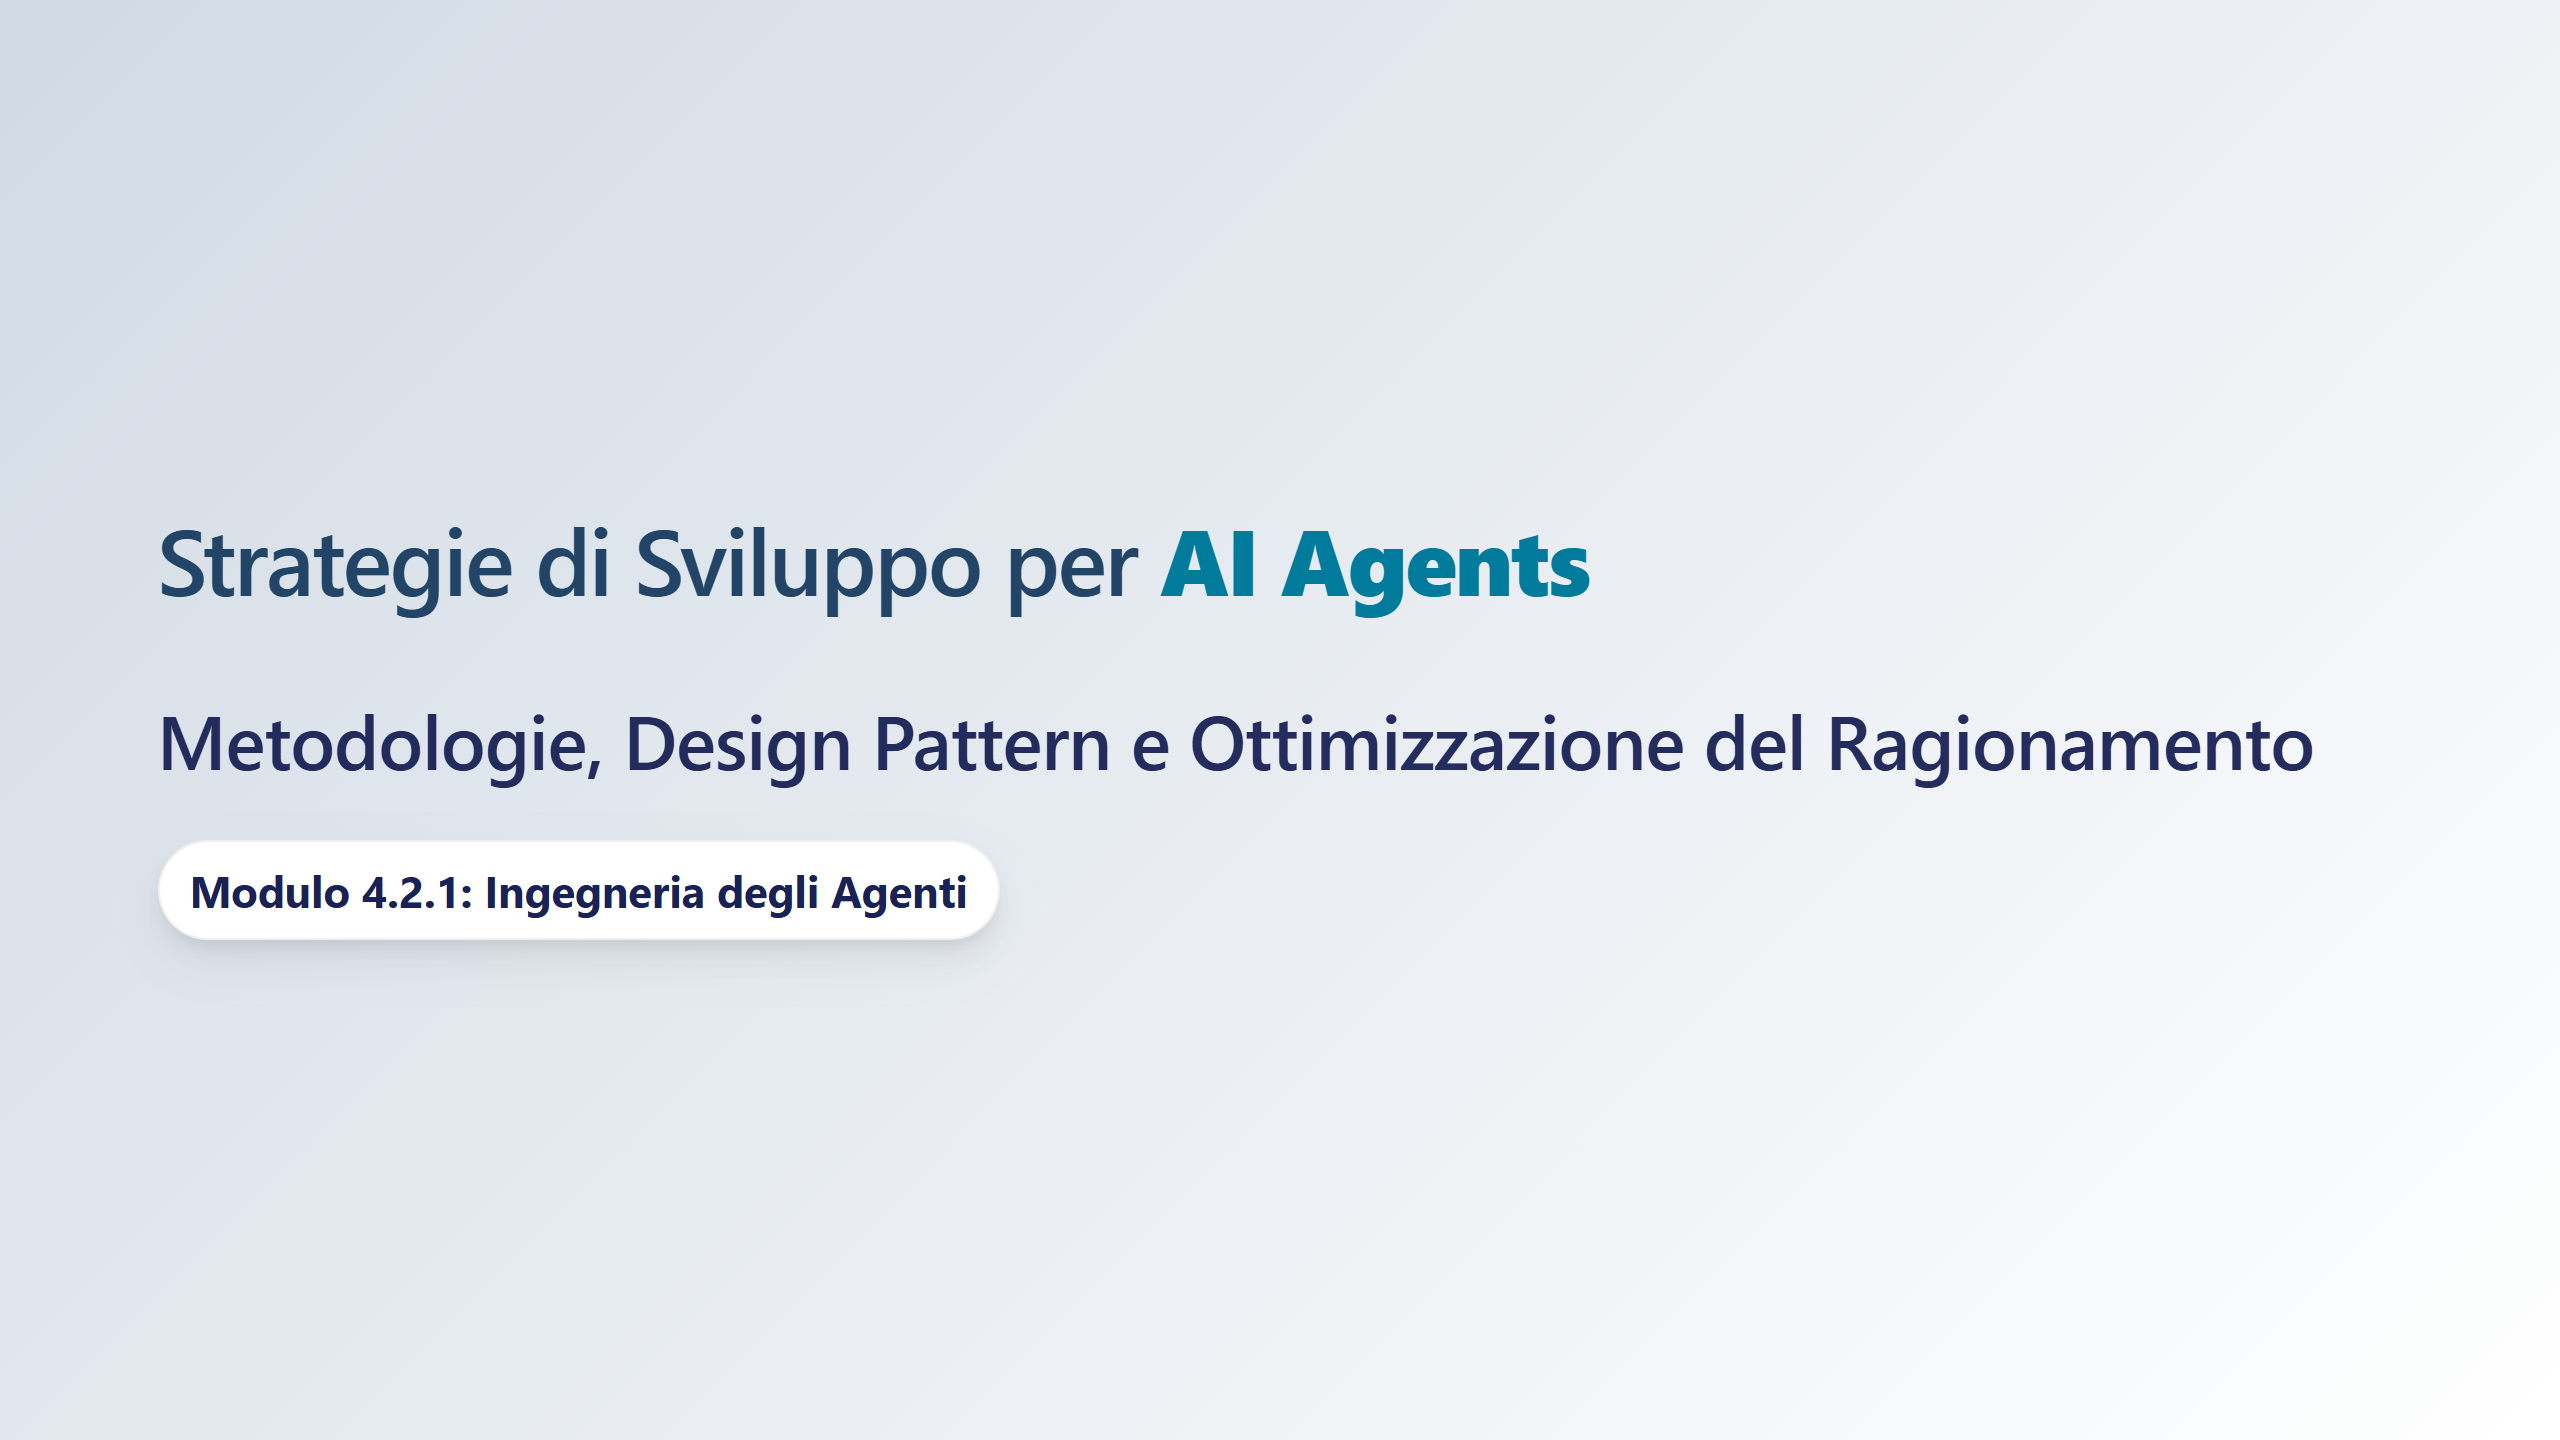 Strategie di Sviluppo per AI Agents
Metodologie, Design Pattern e Ottimizzazione del Ragionamento
Modulo 4.2.1: Ingegneria degli Agenti